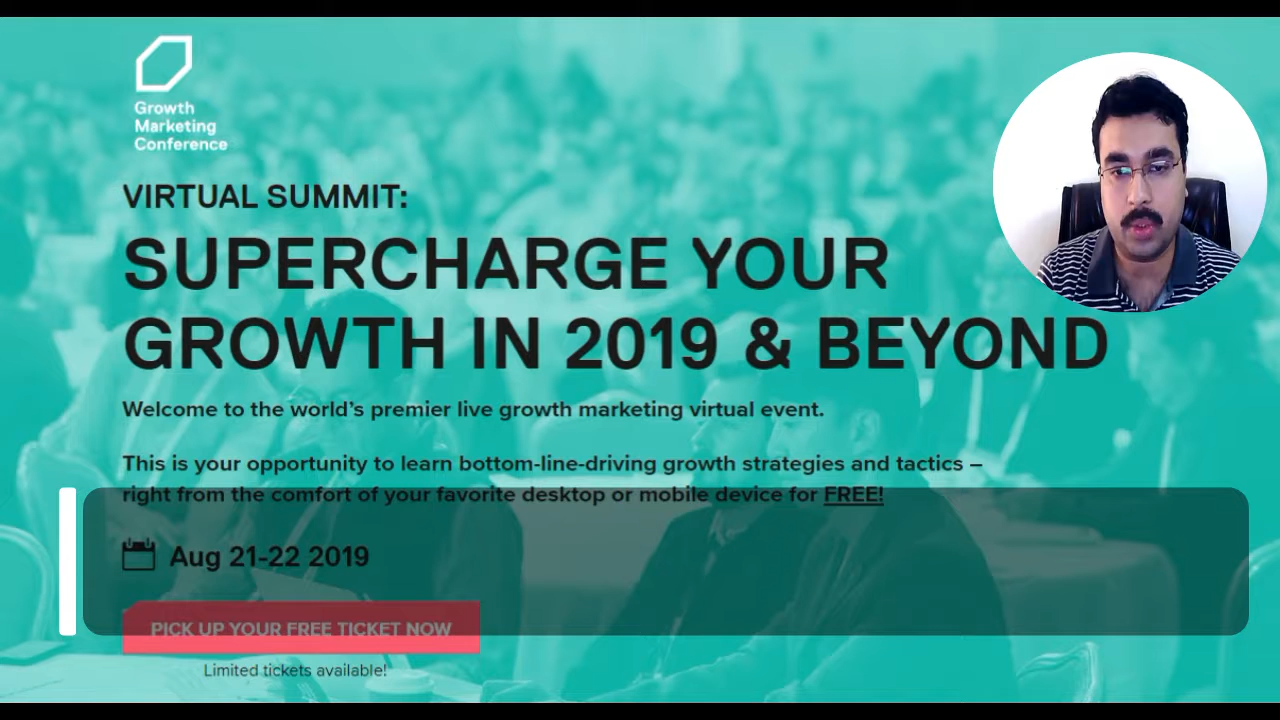 Growth
Marketing
Conference
VIRTUAL SUMMIT:
SUPERCHARGE YOUR
GROWTH IN 2019 & BEYOND
Welcome to the world’s premier live growth marketing virtual event.
This is your opportunity to learn bottom-line-driving growth strategies and tactics –
right from the comfort of your favorite desktop or mobile device for FREE!
Aug 21-22 2019
PICK UP YOUR FREE TICKET NOW
Limited tickets available!